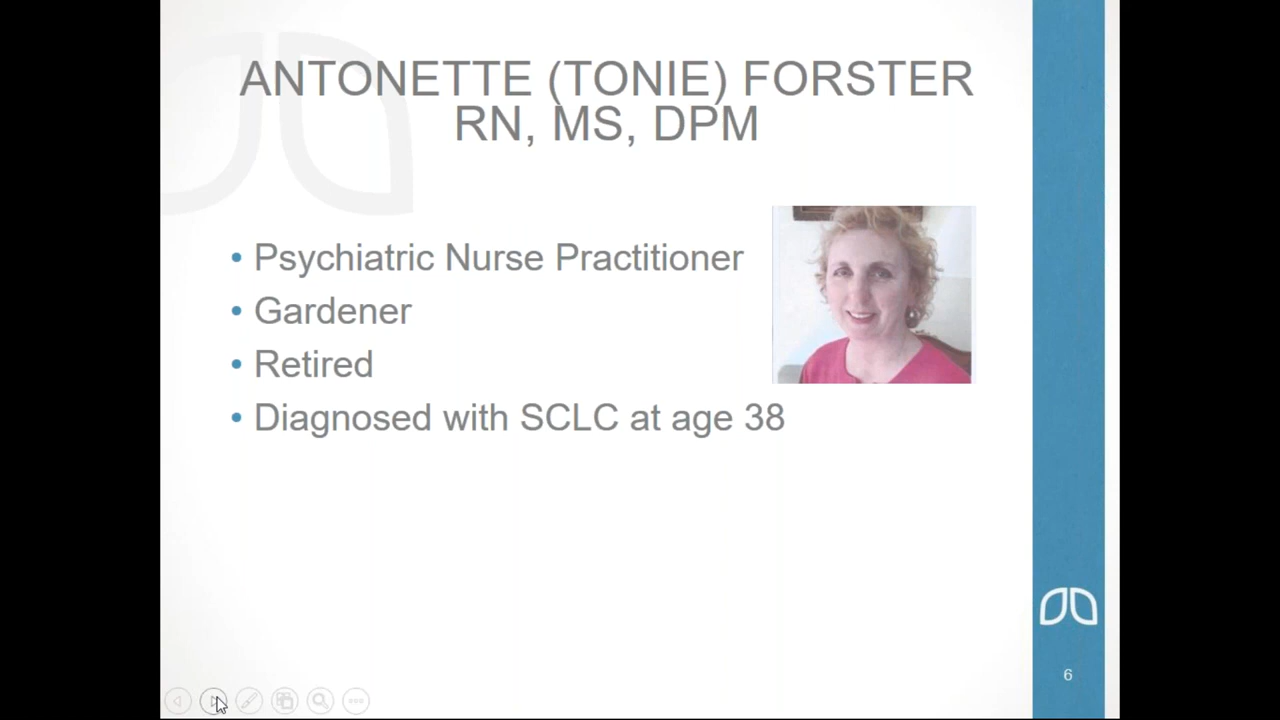 ANTONETTE (TONIE) FORSTER
RN, MS, DPM
• Psychiatric Nurse Practitioner
• Gardener
• Retired
• Diagnosed with SCLC at age 38
6